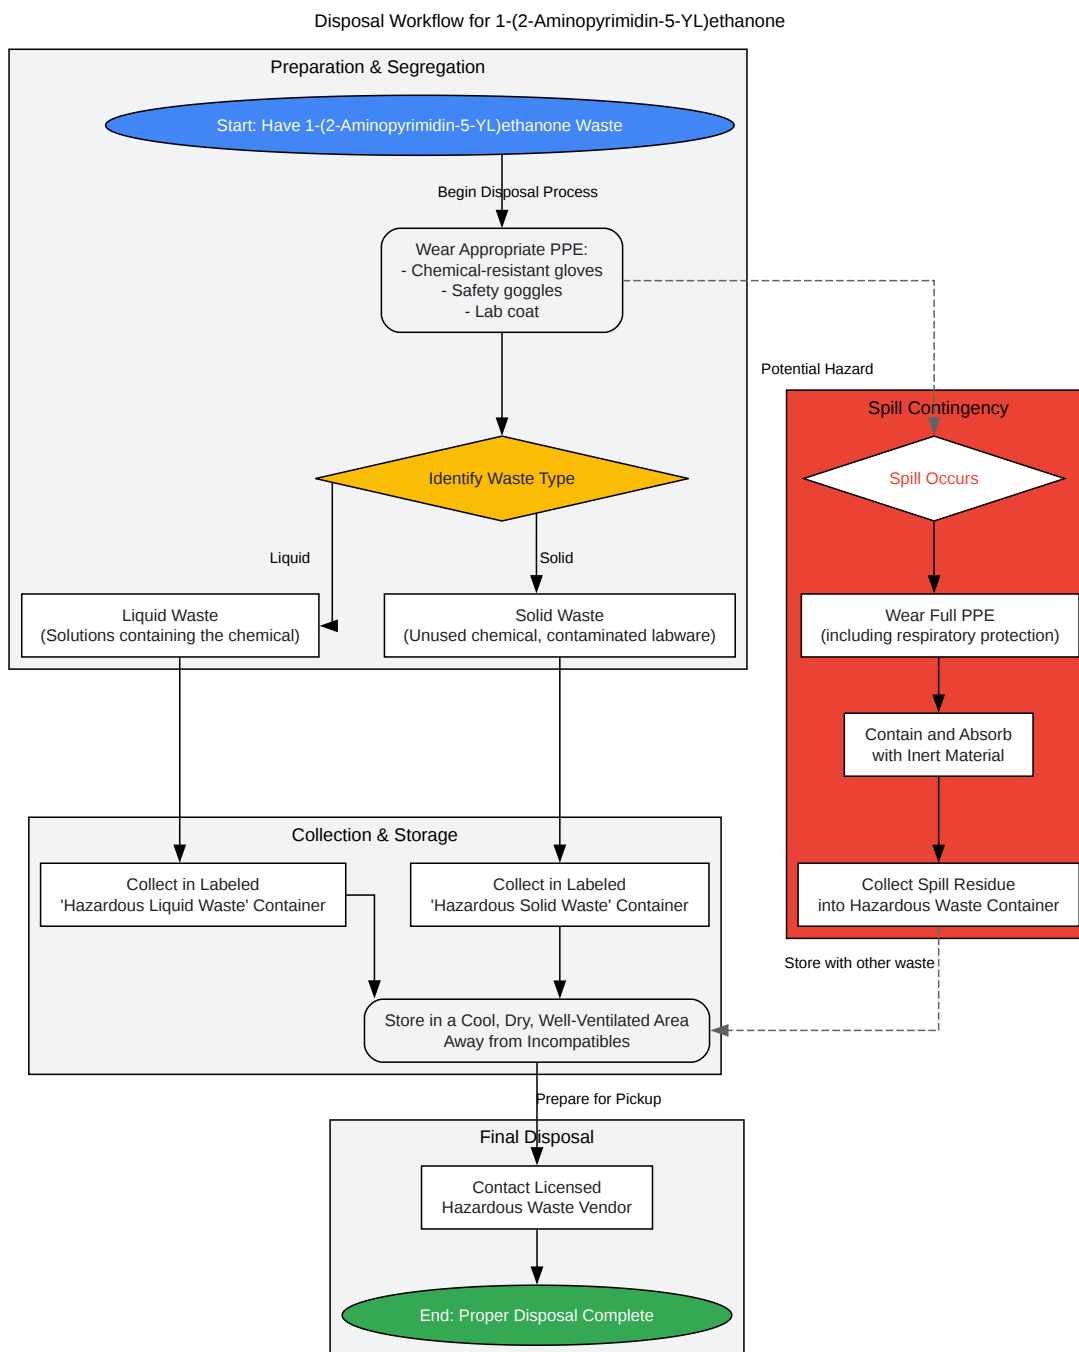 Disposal Workflow for 1-(2-Aminopyrimidin-5-YL)ethanone
Preparation & Segregation
Start: Have 1-(2-Aminopyrimidin-5-YL)ethanone Waste
Begin Disposal Process
Wear Appropriate PPE:
- Chemical-resistant gloves
- Safety goggles
- Lab coat
Potential Hazard
Identify Waste Type
Liquid
Solid
Liquid Waste
(Solutions containing the chemical)
Solid Waste
(Unused chemical, contaminated labware)
Spill Contingency
Spill Occurs
Wear Full PPE
(including respiratory protection)
Contain and Absorb
with Inert Material
Collect Spill Residue
into Hazardous Waste Container
Store with other waste
Collection & Storage
Collect in Labeled
'Hazardous Liquid Waste' Container
Collect in Labeled
'Hazardous Solid Waste' Container
Store in a Cool, Dry, Well-Ventilated Area
Away from Incompatibles
Prepare for Pickup
Final Disposal
Contact Licensed
Hazardous Waste Vendor
End: Proper Disposal Complete